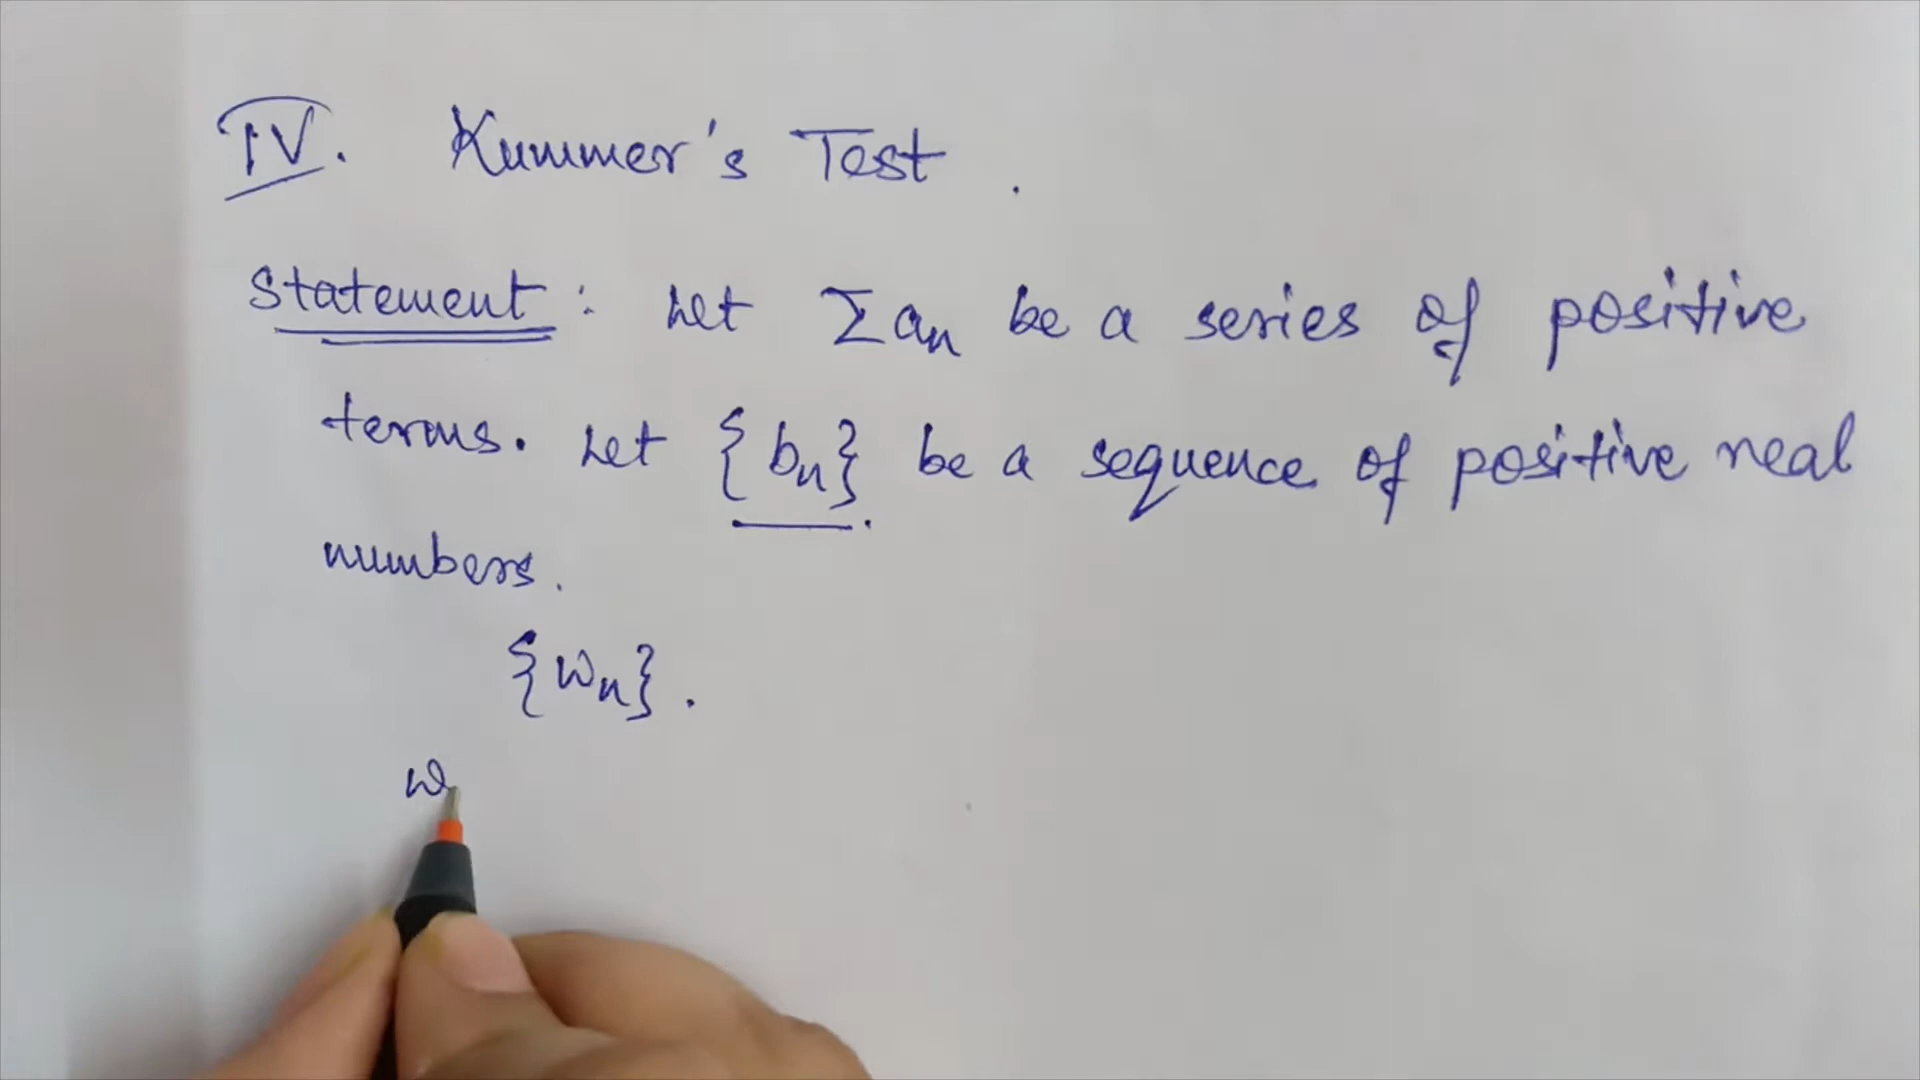 IV. Kummer's Test.
Statement: Let Σan be a series of positive
terms. Let {bn}. be a sequence of positive real
numbers.
{wn}.
w